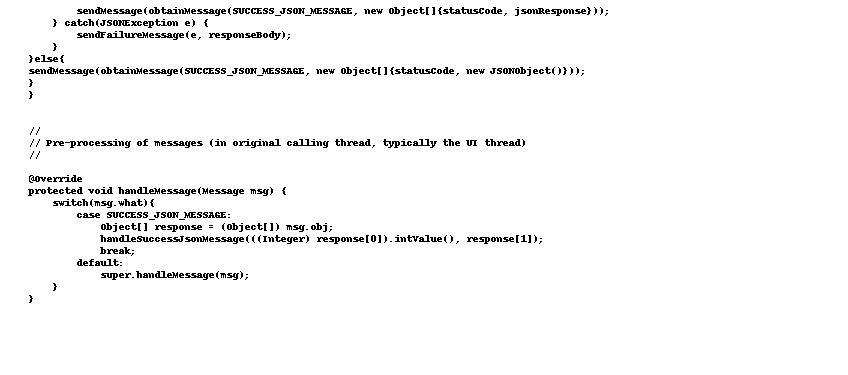 sendMessage(obtainMessage(SUCCESS_JSON_MESSAGE, new Object[]{statusCode, jsonResponse}));
} catch(JSONException e) {
sendFailureMessage(e, responseBody);
}
}else{
sendMessage(obtainMessage(SUCCESS_JSON_MESSAGE, new Object[]{statusCode, new JSONObject()}));
}
}
//
// Pre-processing of messages (in original calling thread, typically the UI thread)
//
@Override
protected void handleMessage(Message msg) {
switch(msg.what){
case SUCCESS_JSON_MESSAGE:
Object[] response = (Object[]) msg.obj;
handleSuccessJsonMessage(((Integer) response[0]).intValue(), response[1]);
break;
default:
super.handleMessage(msg);
}
}